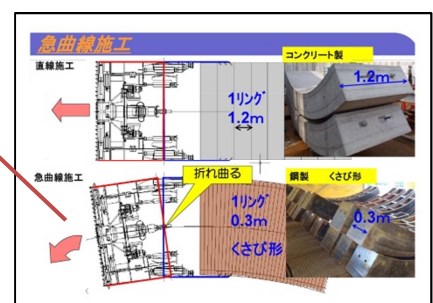 急曲線施工
直線施工
コンクリート製
1リング
1.2m
1.2m
急曲線施工
折れ曲る
鋼製 くさび形
1リング
0.3m
くさび形
0.3m